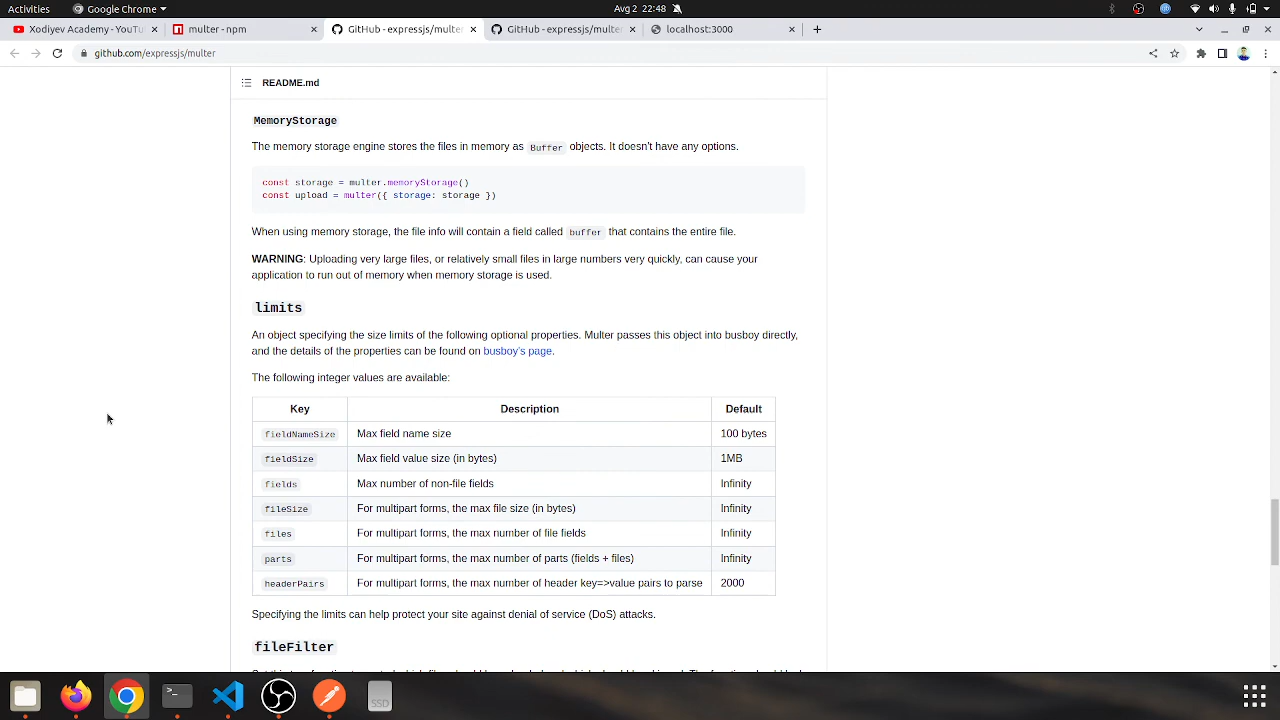 Activities
Google Chrome
Avg 2 22:48
Xodiyev Academy - YouTu
multer - npm
GitHub - expressjs/multe
GitHub - expressjs/multe
localhost:3000
github.com/expressjs/multer
README.md
MemoryStorage
The memory storage engine stores the files in memory as Buffer objects. It doesn't have any options.
const storage = multer.memoryStorage()
const upload = multer({ storage: storage })
When using memory storage, the file info will contain a field called buffer that contains the entire file.
WARNING: Uploading very large files, or relatively small files in large numbers very quickly, can cause your
application to run out of memory when memory storage is used.
limits
An object specifying the size limits of the following optional properties. Multer passes this object into busboy directly,
and the details of the properties can be found on busboy's page.
The following integer values are available:
Key Description Default
fieldNameSize Max field name size 100 bytes
fieldSize Max field value size (in bytes) 1MB
fields Max number of non-file fields Infinity
fileSize For multipart forms, the max file size (in bytes) Infinity
files For multipart forms, the max number of file fields Infinity
parts For multipart forms, the max number of parts (fields + files) Infinity
headerPairs For multipart forms, the max number of header key=>value pairs to parse 2000
Specifying the limits can help protect your site against denial of service (DoS) attacks.
fileFilter
SSD